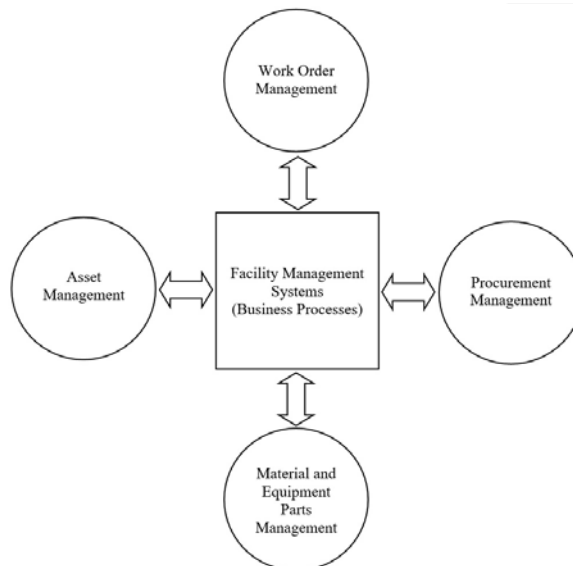 Work Order
Management
Asset
Management
Facility Management
Systems
(Business Processes)
Procurement
Management
Material and
Equipment
Parts
Management